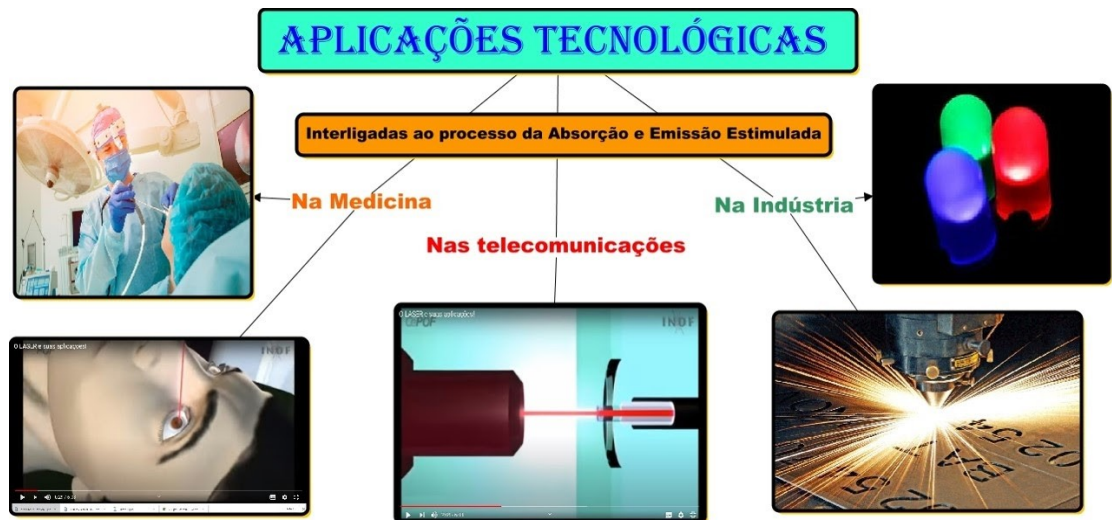 APLICAÇÕES TECNOLÓGICAS
Interligadas ao processo da Absorção e Emissão Estimulada
Na Medicina
Na Indústria
Nas telecomunicações
O LASER e suas aplicações!
INDF
O LASER e suas aplicações!
INDF